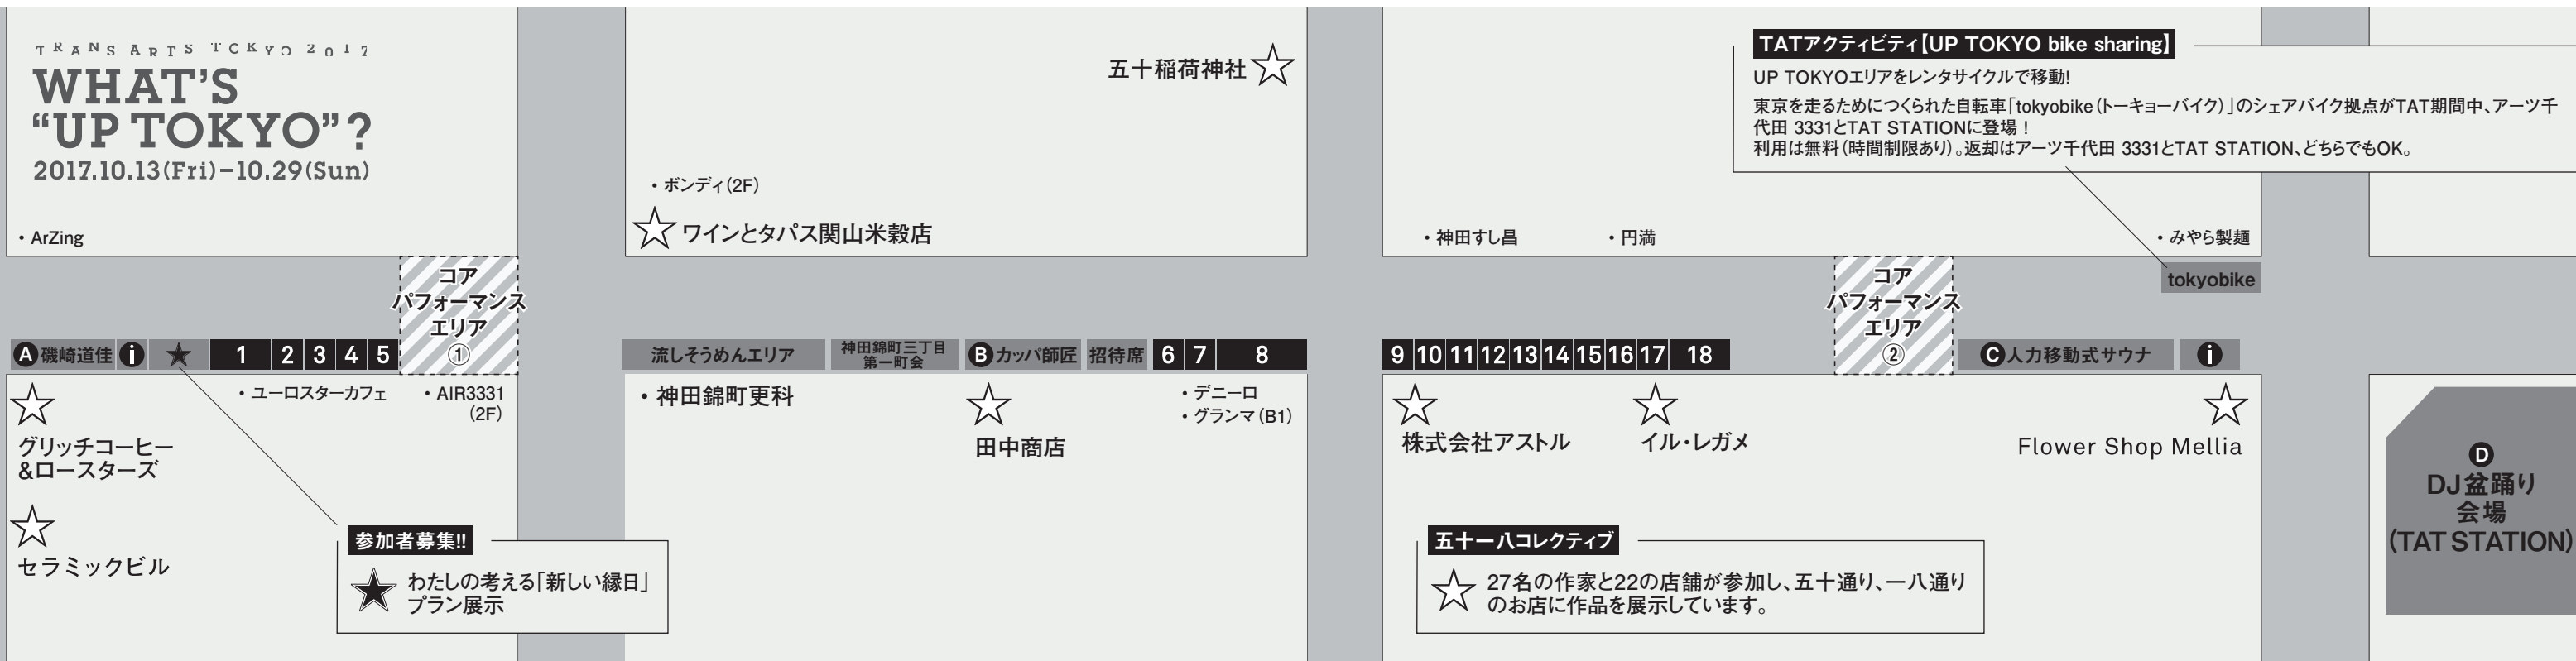 TRANS ARTS TOKYO 2017
WHAT'S
“UP TOKYO”?
2017.10.13(Fri)−10.29(Sun)
・ArZing
五十稲荷神社
・ボンディ(2F)
ワインとタパス関山米穀店
TATアクティビティ【UP TOKYO bike sharing】
UP TOKYOエリアをレンタサイクルで移動!
東京を走るためにつくられた自転車「tokyobike(トーキョーバイク)」のシェアバイク拠点がTAT期間中、アーツ千
代田 3331とTAT STATIONに登場！
利用は無料(時間制限あり)。返却はアーツ千代田 3331とTAT STATION、どちらでもOK。
・神田すし昌
・円満
・みやら製麺
tokyobike
コア
パフォーマンス
エリア
①
コア
パフォーマンス
エリア
②
A 磯崎道佳 i ★ 1 2 3 4 5
流しそうめんエリア
神田錦町三丁目
第一町会
B カッパ師匠
招待席
6 7 8
9 10 11 12 13 14 15 16 17 18
C 人力移動式サウナ
i
グリッチコーヒー
&ロースターズ
・ユーロスターカフェ
・AIR3331
(2F)
セラミックビル
・神田錦町更科
田中商店
・デニーロ
・グランマ(B1)
株式会社アストル
イル・レガメ
Flower Shop Mellia
参加者募集!!
★ わたしの考える「新しい縁日」
プラン展示
五十一八コレクティブ
☆ 27名の作家と22の店舗が参加し、五十通り、一八通り
のお店に作品を展示しています。
D
DJ盆踊り
会場
(TAT STATION)